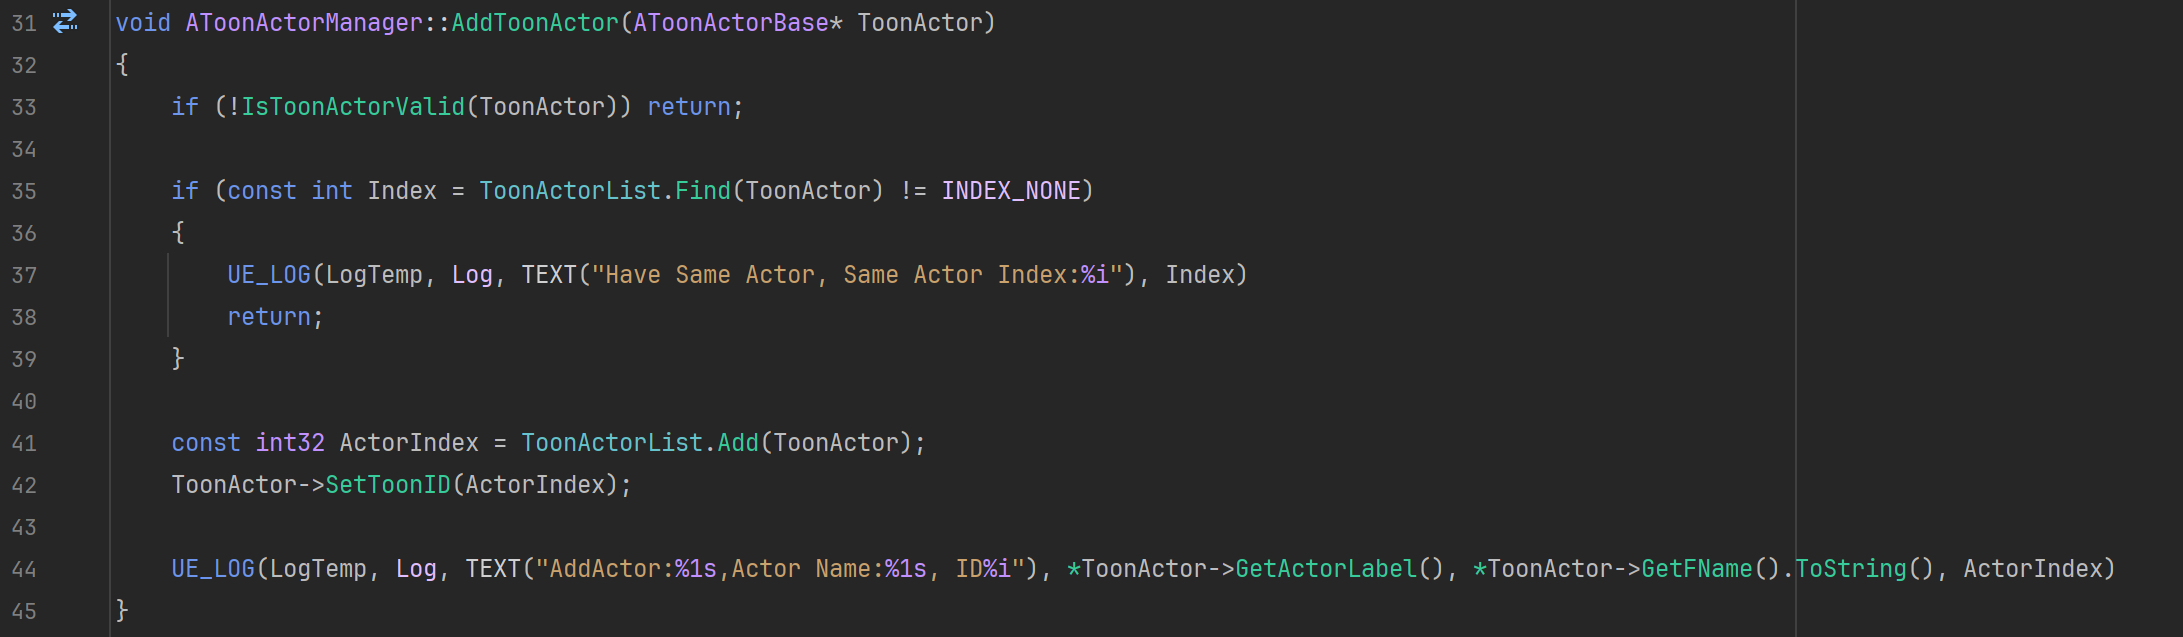 31 void AToonActorManager::AddToonActor(AToonActorBase* ToonActor)
32 {
33     if (!IsToonActorValid(ToonActor)) return;
34
35     if (const int Index = ToonActorList.Find(ToonActor) != INDEX_NONE)
36     {
37         UE_LOG(LogTemp, Log, TEXT("Have Same Actor, Same Actor Index:%i"), Index)
38         return;
39     }
40
41     const int32 ActorIndex = ToonActorList.Add(ToonActor);
42     ToonActor->SetToonID(ActorIndex);
43
44     UE_LOG(LogTemp, Log, TEXT("AddActor:%1s,Actor Name:%1s, ID%i"), *ToonActor->GetActorLabel(), *ToonActor->GetFName().ToString(), ActorIndex)
45 }